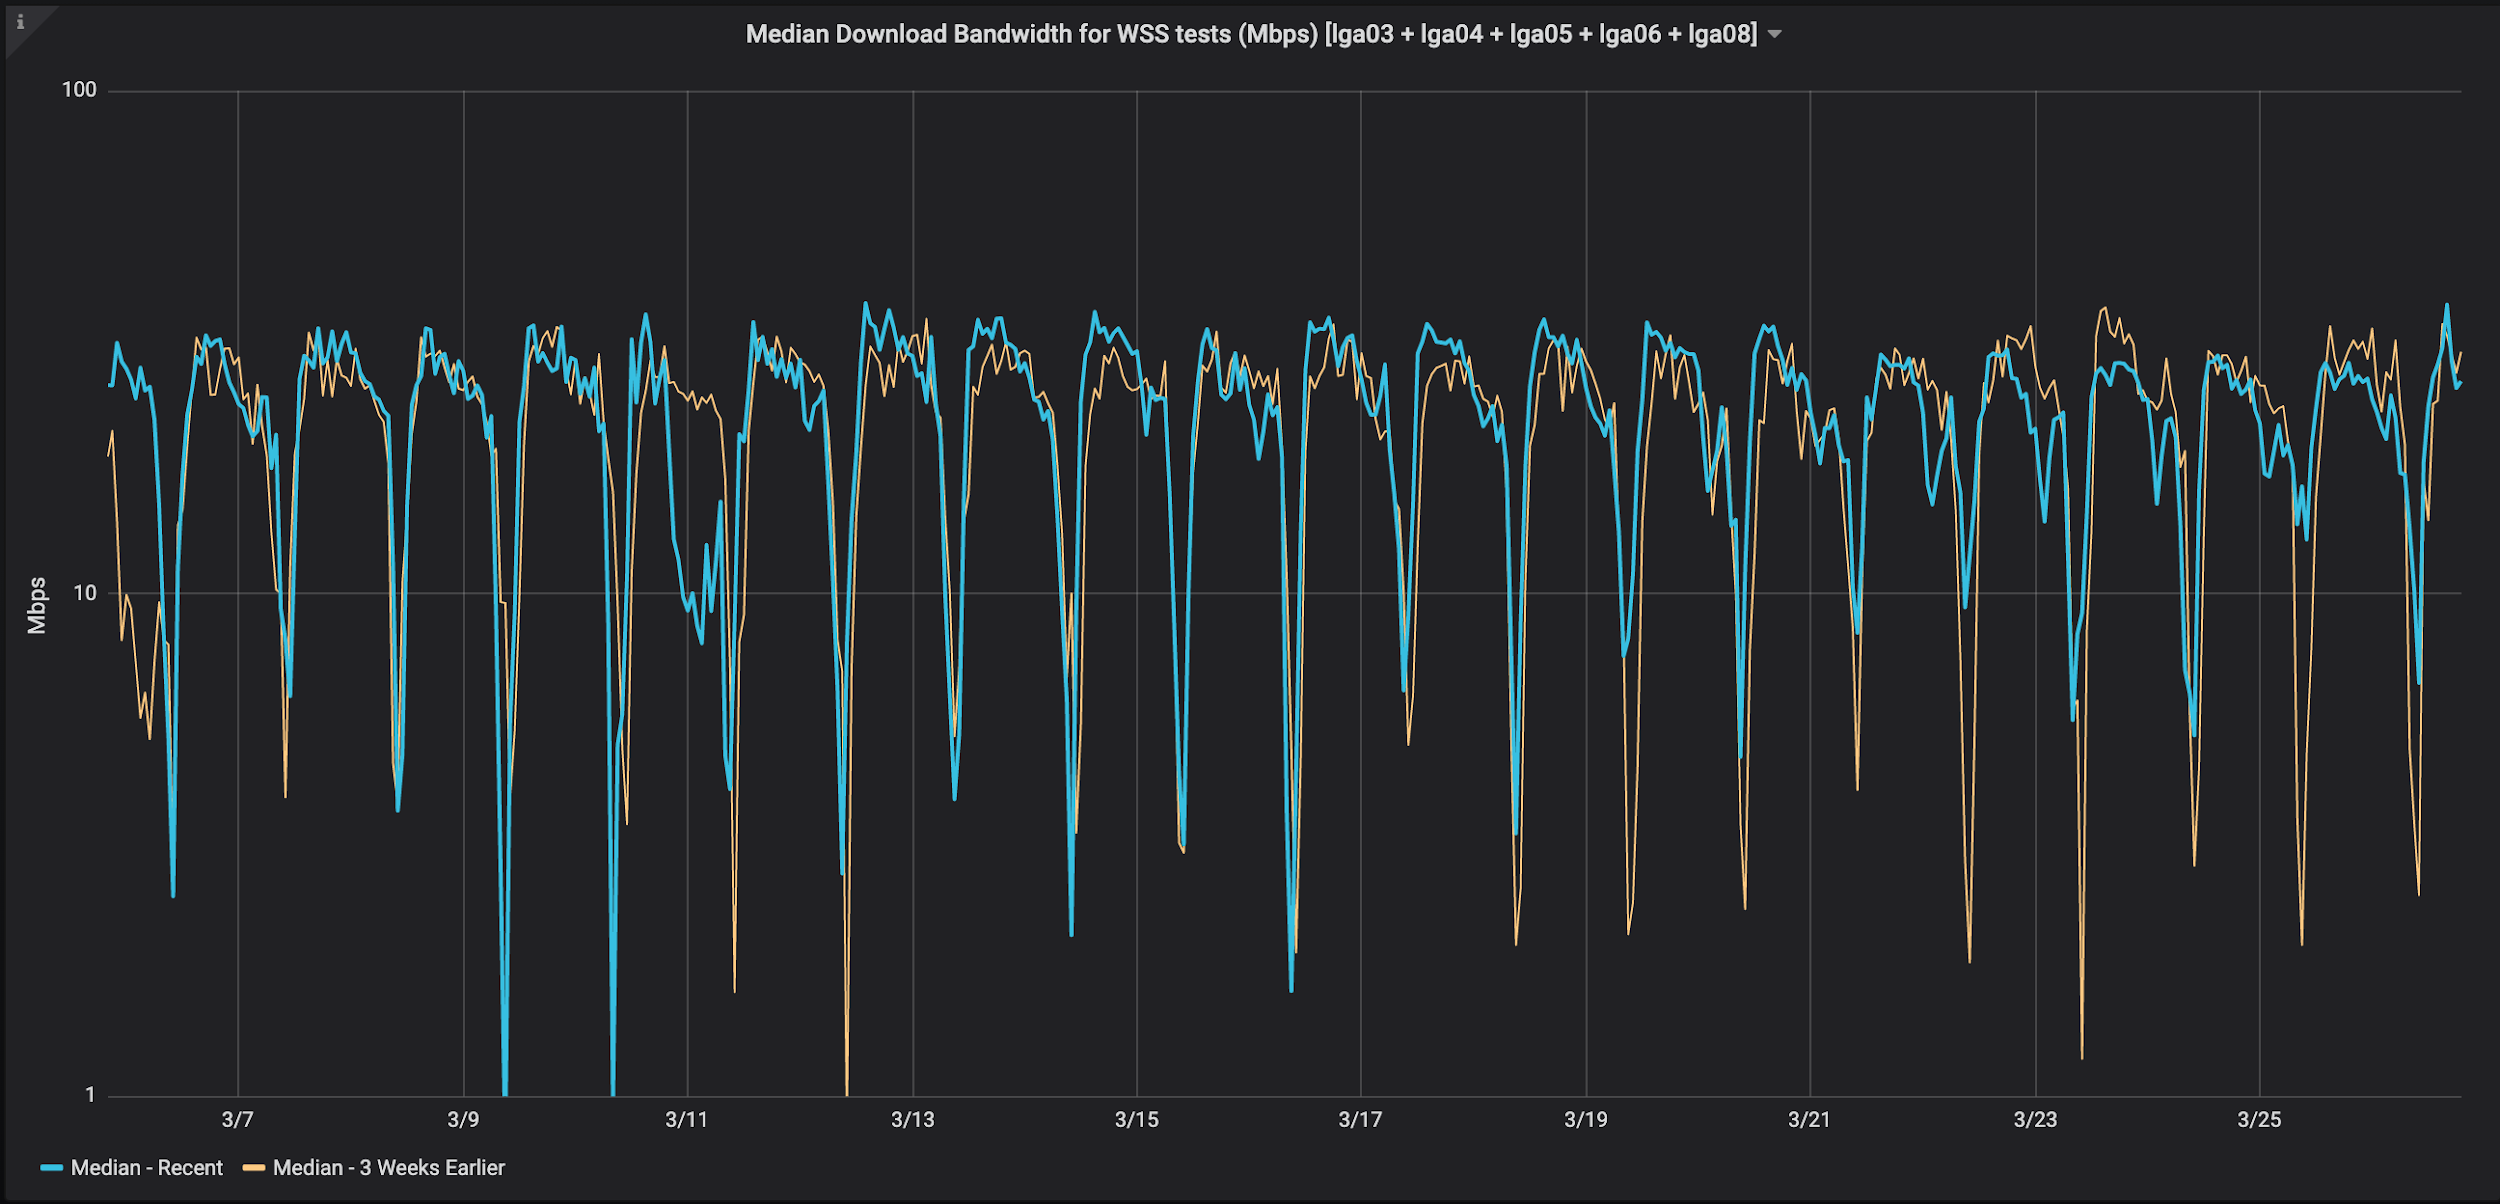 i
Median Download Bandwidth for WSS tests (Mbps) [lga03 + lga04 + lga05 + lga06 + lga08]
100
10
1
Mbps
3/7 3/9 3/11 3/13 3/15 3/17 3/19 3/21 3/23 3/25
Median - Recent Median - 3 Weeks Earlier